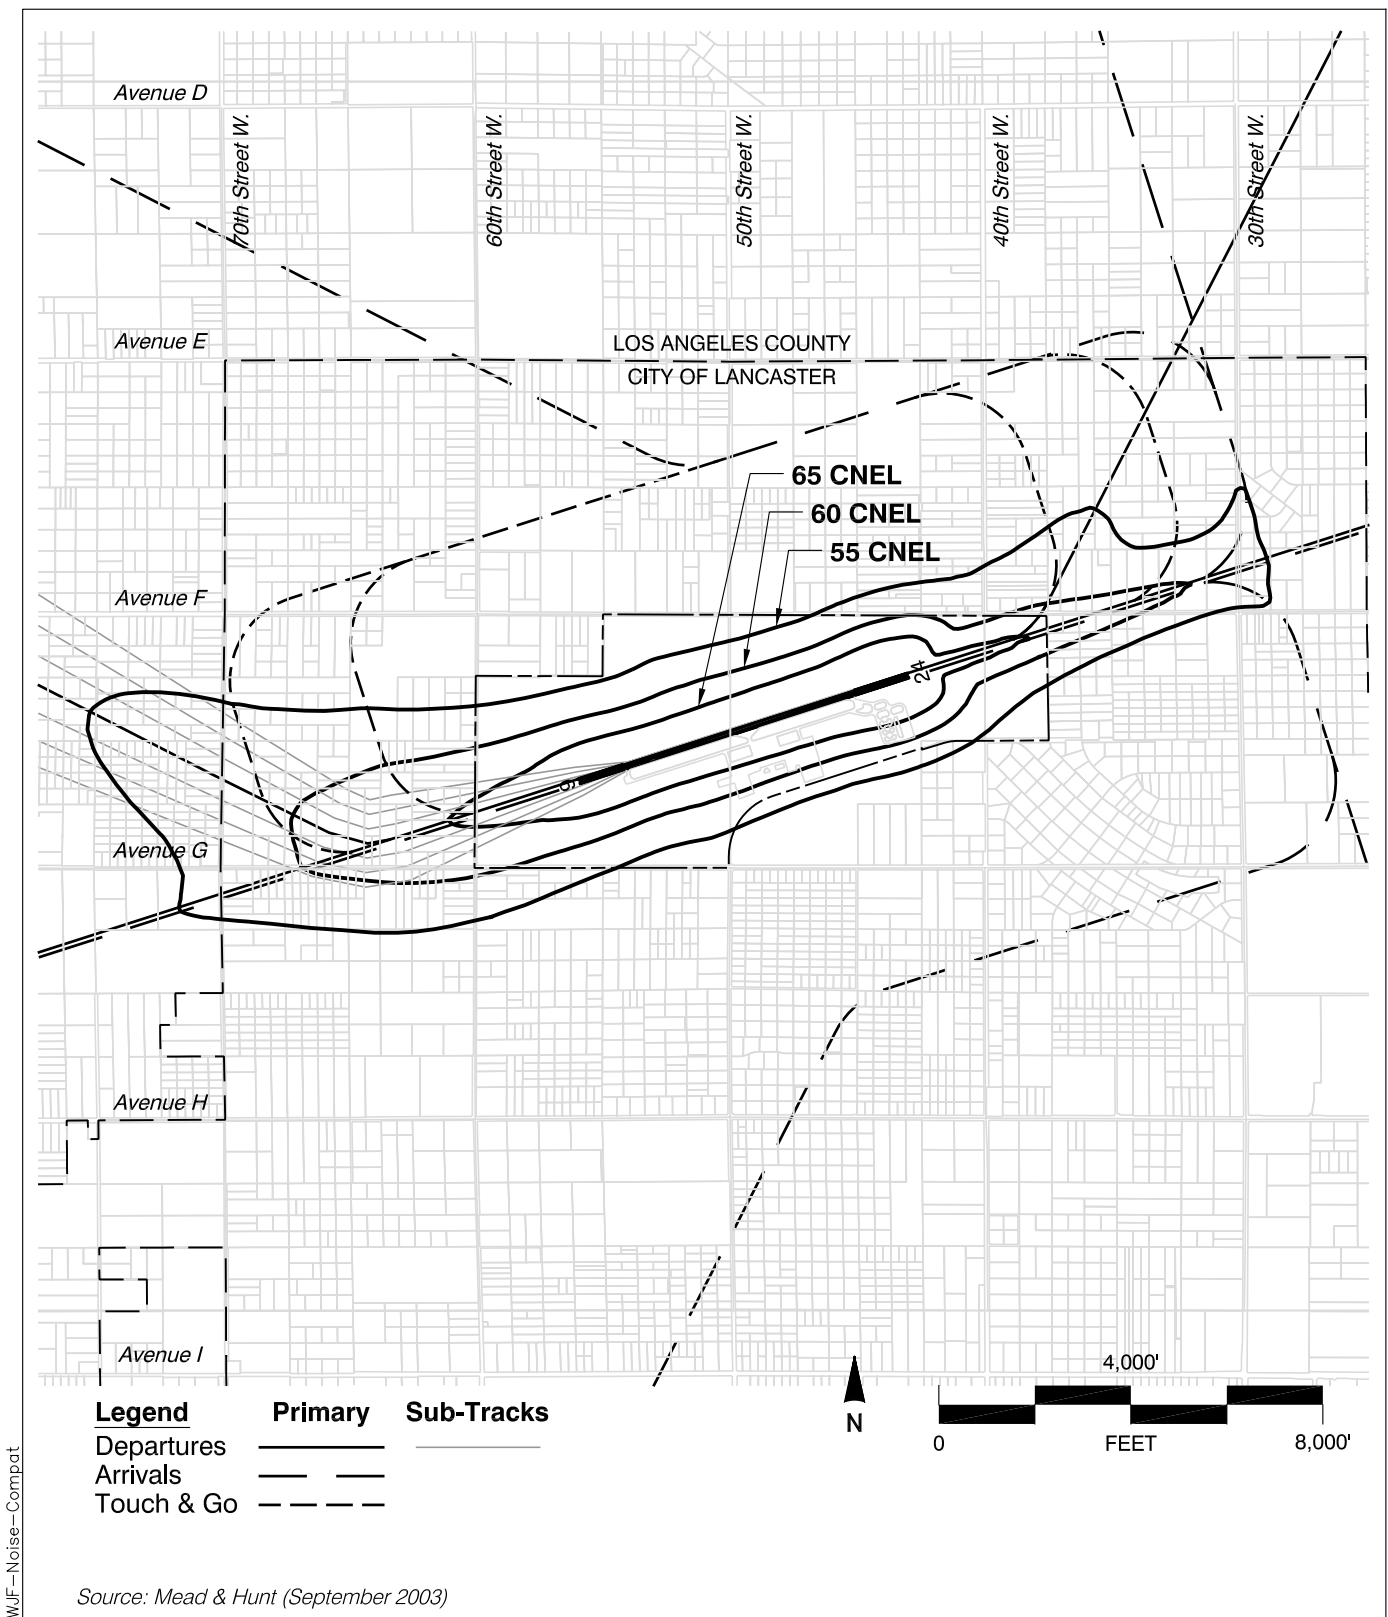 Avenue D
70th Street W.
60th Street W.
50th Street W.
40th Street W.
30th Street W.
Avenue E
LOS ANGELES COUNTY
CITY OF LANCASTER
65 CNEL
60 CNEL
55 CNEL
Avenue F
24
6
Avenue G
Avenue H
Avenue I
Legend Primary Sub-Tracks
Departures
Arrivals
Touch & Go
N
4,000'
0 FEET 8,000'
WJF-Noise-Compat
Source: Mead & Hunt (September 2003)